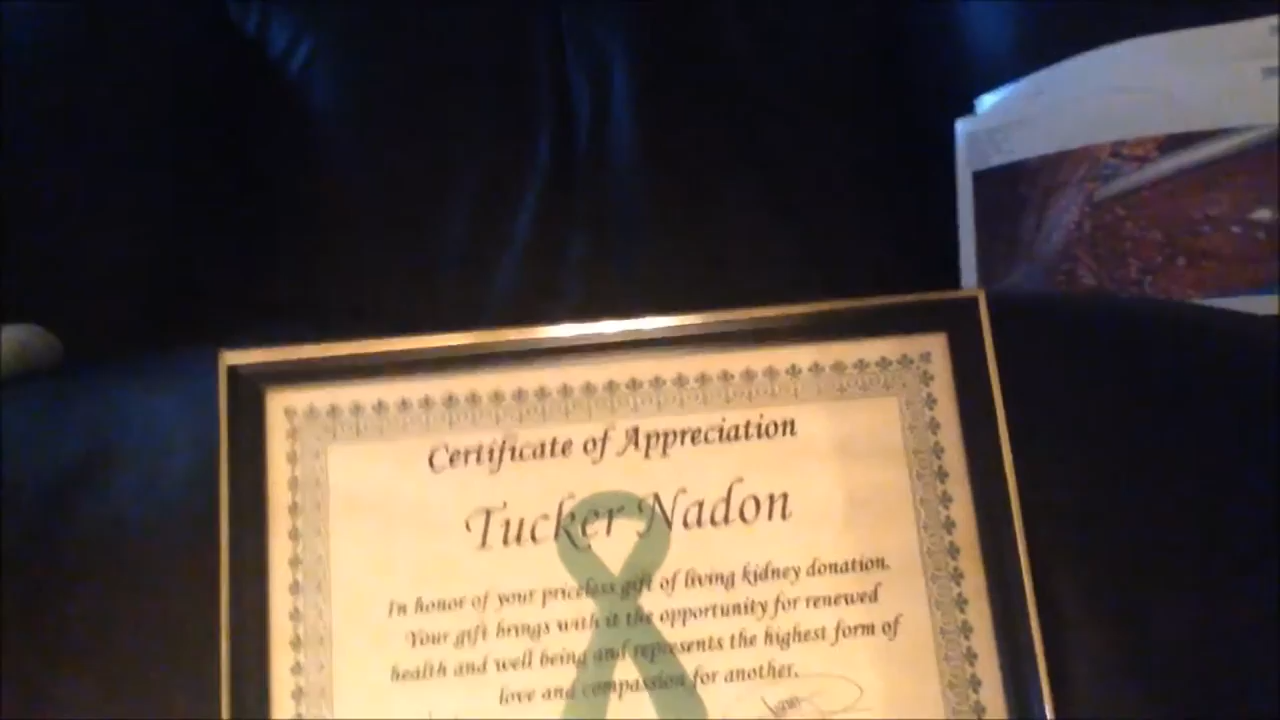 Certificate of Appreciation
Tucker Nadon
In honor of your priceless gift of living kidney donation.
Your gift brings with it the opportunity for renewed
health and well being and represents the highest form of
love and compassion for another.